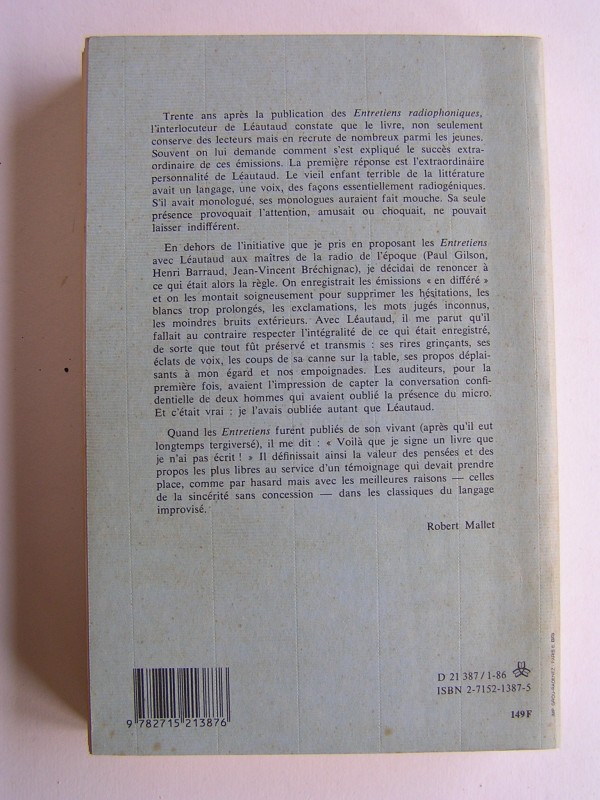 Trente ans après la publication des Entretiens radiophoniques,
l'interlocuteur de Léautaud constate que le livre, non seulement
conserve des lecteurs mais en recrute de nombreux parmi les jeunes.
Souvent on lui demande comment s'est expliqué le succès extra-
ordinaire de ces émissions. La première réponse est l'extraordinaire
personnalité de Léautaud. Le vieil enfant terrible de la littérature
avait un langage, une voix, des façons essentiellement radiogéniques.
S'il avait monologué, ses monologues auraient fait mouche. Sa seule
présence provoquait l'attention, amusait ou choquait, ne pouvait
laisser indifférent.
En dehors de l'initiative que je pris en proposant les Entretiens
avec Léautaud aux maîtres de la radio de l'époque (Paul Gilson,
Henri Barraud, Jean-Vincent Bréchignac), je décidai de renoncer à
ce qui était alors la règle. On enregistrait les émissions « en différé »
et on les montait soigneusement pour supprimer les hésitations, les
blancs trop prolongés, les exclamations, les mots jugés inconnus,
les moindres bruits extérieurs. Avec Léautaud, il me parut qu'il
fallait au contraire respecter l'intégralité de ce qui était enregistré,
de sorte que tout fût préservé et transmis : ses rires grinçants, ses
éclats de voix, les coups de sa canne sur la table, ses propos déplai-
sants à mon égard et nos empoignades. Les auditeurs, pour la
première fois, avaient l'impression de capter la conversation confi-
dentielle de deux hommes qui avaient oublié la présence du micro.
Et c'était vrai : je l'avais oubliée autant que Léautaud.
Quand les Entretiens furent publiés de son vivant (après qu'il eut
longtemps tergiversé), il me dit : « Voilà que je signe un livre que
je n'ai pas écrit ! » Il définissait ainsi la valeur des pensées et des
propos les plus libres au service d'un témoignage qui devait prendre
place, comme par hasard mais avec les meilleures raisons — celles
de la sincérité sans concession — dans les classiques du langage
improvisé.
Robert Mallet
D 21 387 / 1-86
ISBN 2-7152-1387-5
149 F
9 782715 213876